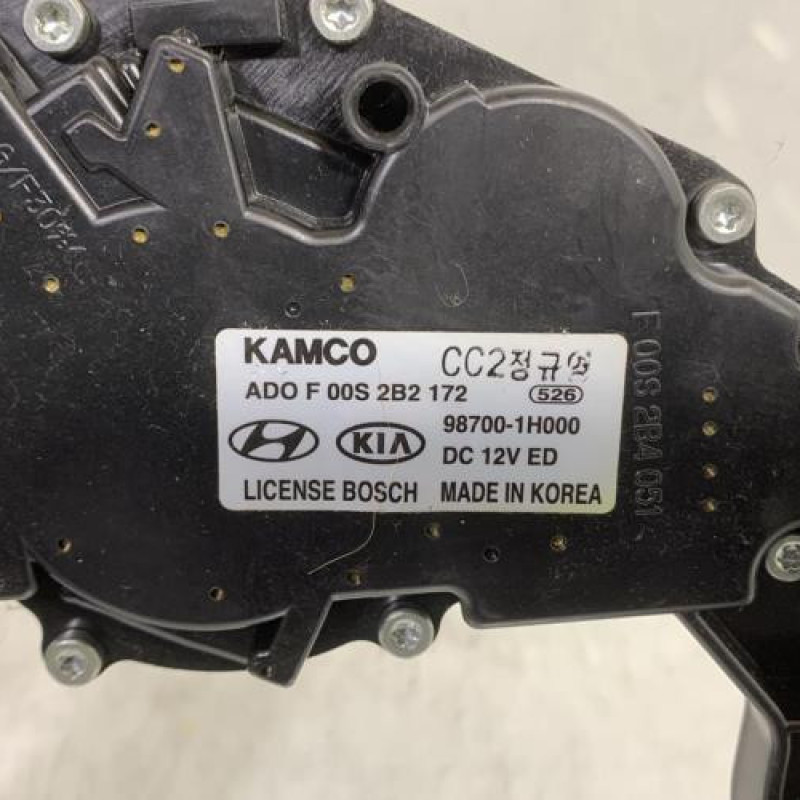 KAMCO
CC2정규
ADO F 00S 2B2 172
526
98700-1H000
KIA
DC 12V ED
LICENSE BOSCH MADE IN KOREA
F 00S 2B4 051